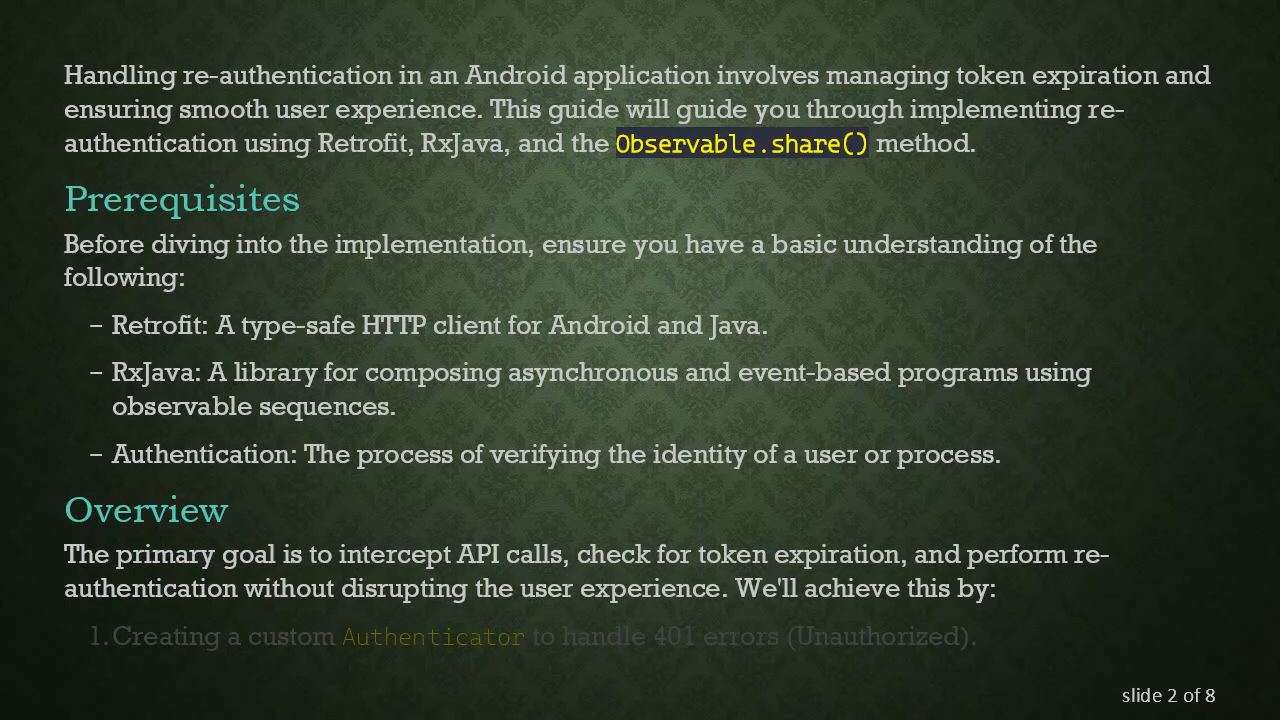 Handling re-authentication in an Android application involves managing token expiration and
ensuring smooth user experience. This guide will guide you through implementing re-
authentication using Retrofit, RxJava, and the Observable.share() method.
Prerequisites
Before diving into the implementation, ensure you have a basic understanding of the
following:
– Retrofit: A type-safe HTTP client for Android and Java.
– RxJava: A library for composing asynchronous and event-based programs using
observable sequences.
– Authentication: The process of verifying the identity of a user or process.
Overview
The primary goal is to intercept API calls, check for token expiration, and perform re-
authentication without disrupting the user experience. We'll achieve this by:
1. Creating a custom Authenticator to handle 401 errors (Unauthorized).
slide 2 of 8